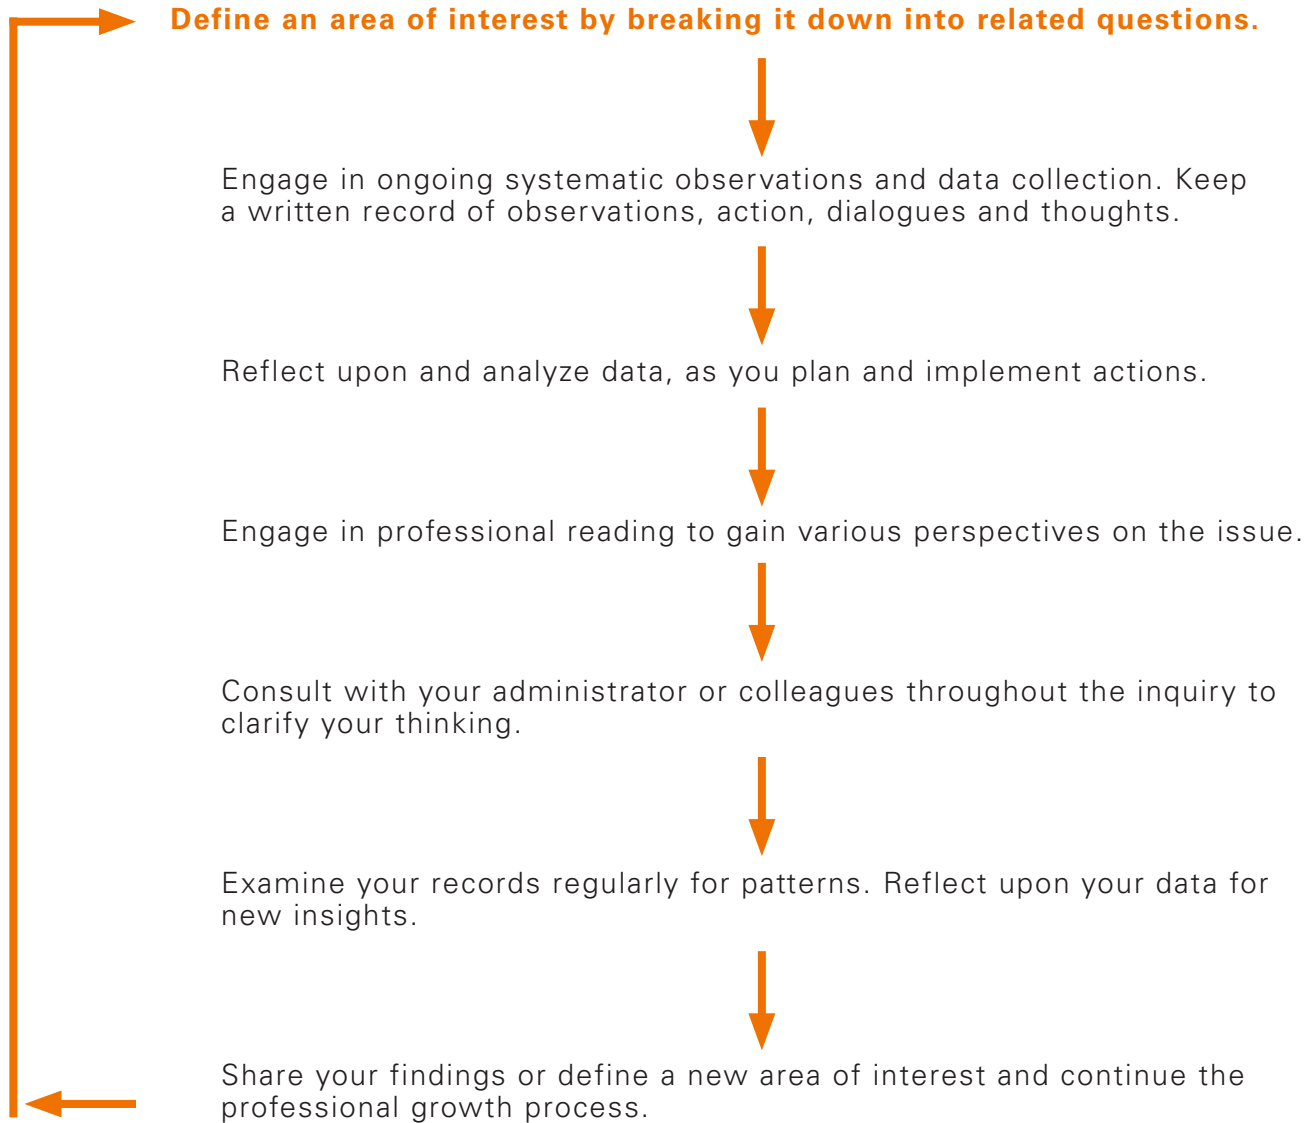 Define an area of interest by breaking it down into related questions.
Engage in ongoing systematic observations and data collection. Keep
a written record of observations, action, dialogues and thoughts.
Reflect upon and analyze data, as you plan and implement actions.
Engage in professional reading to gain various perspectives on the issue.
Consult with your administrator or colleagues throughout the inquiry to
clarify your thinking.
Examine your records regularly for patterns. Reflect upon your data for
new insights.
Share your findings or define a new area of interest and continue the
professional growth process.